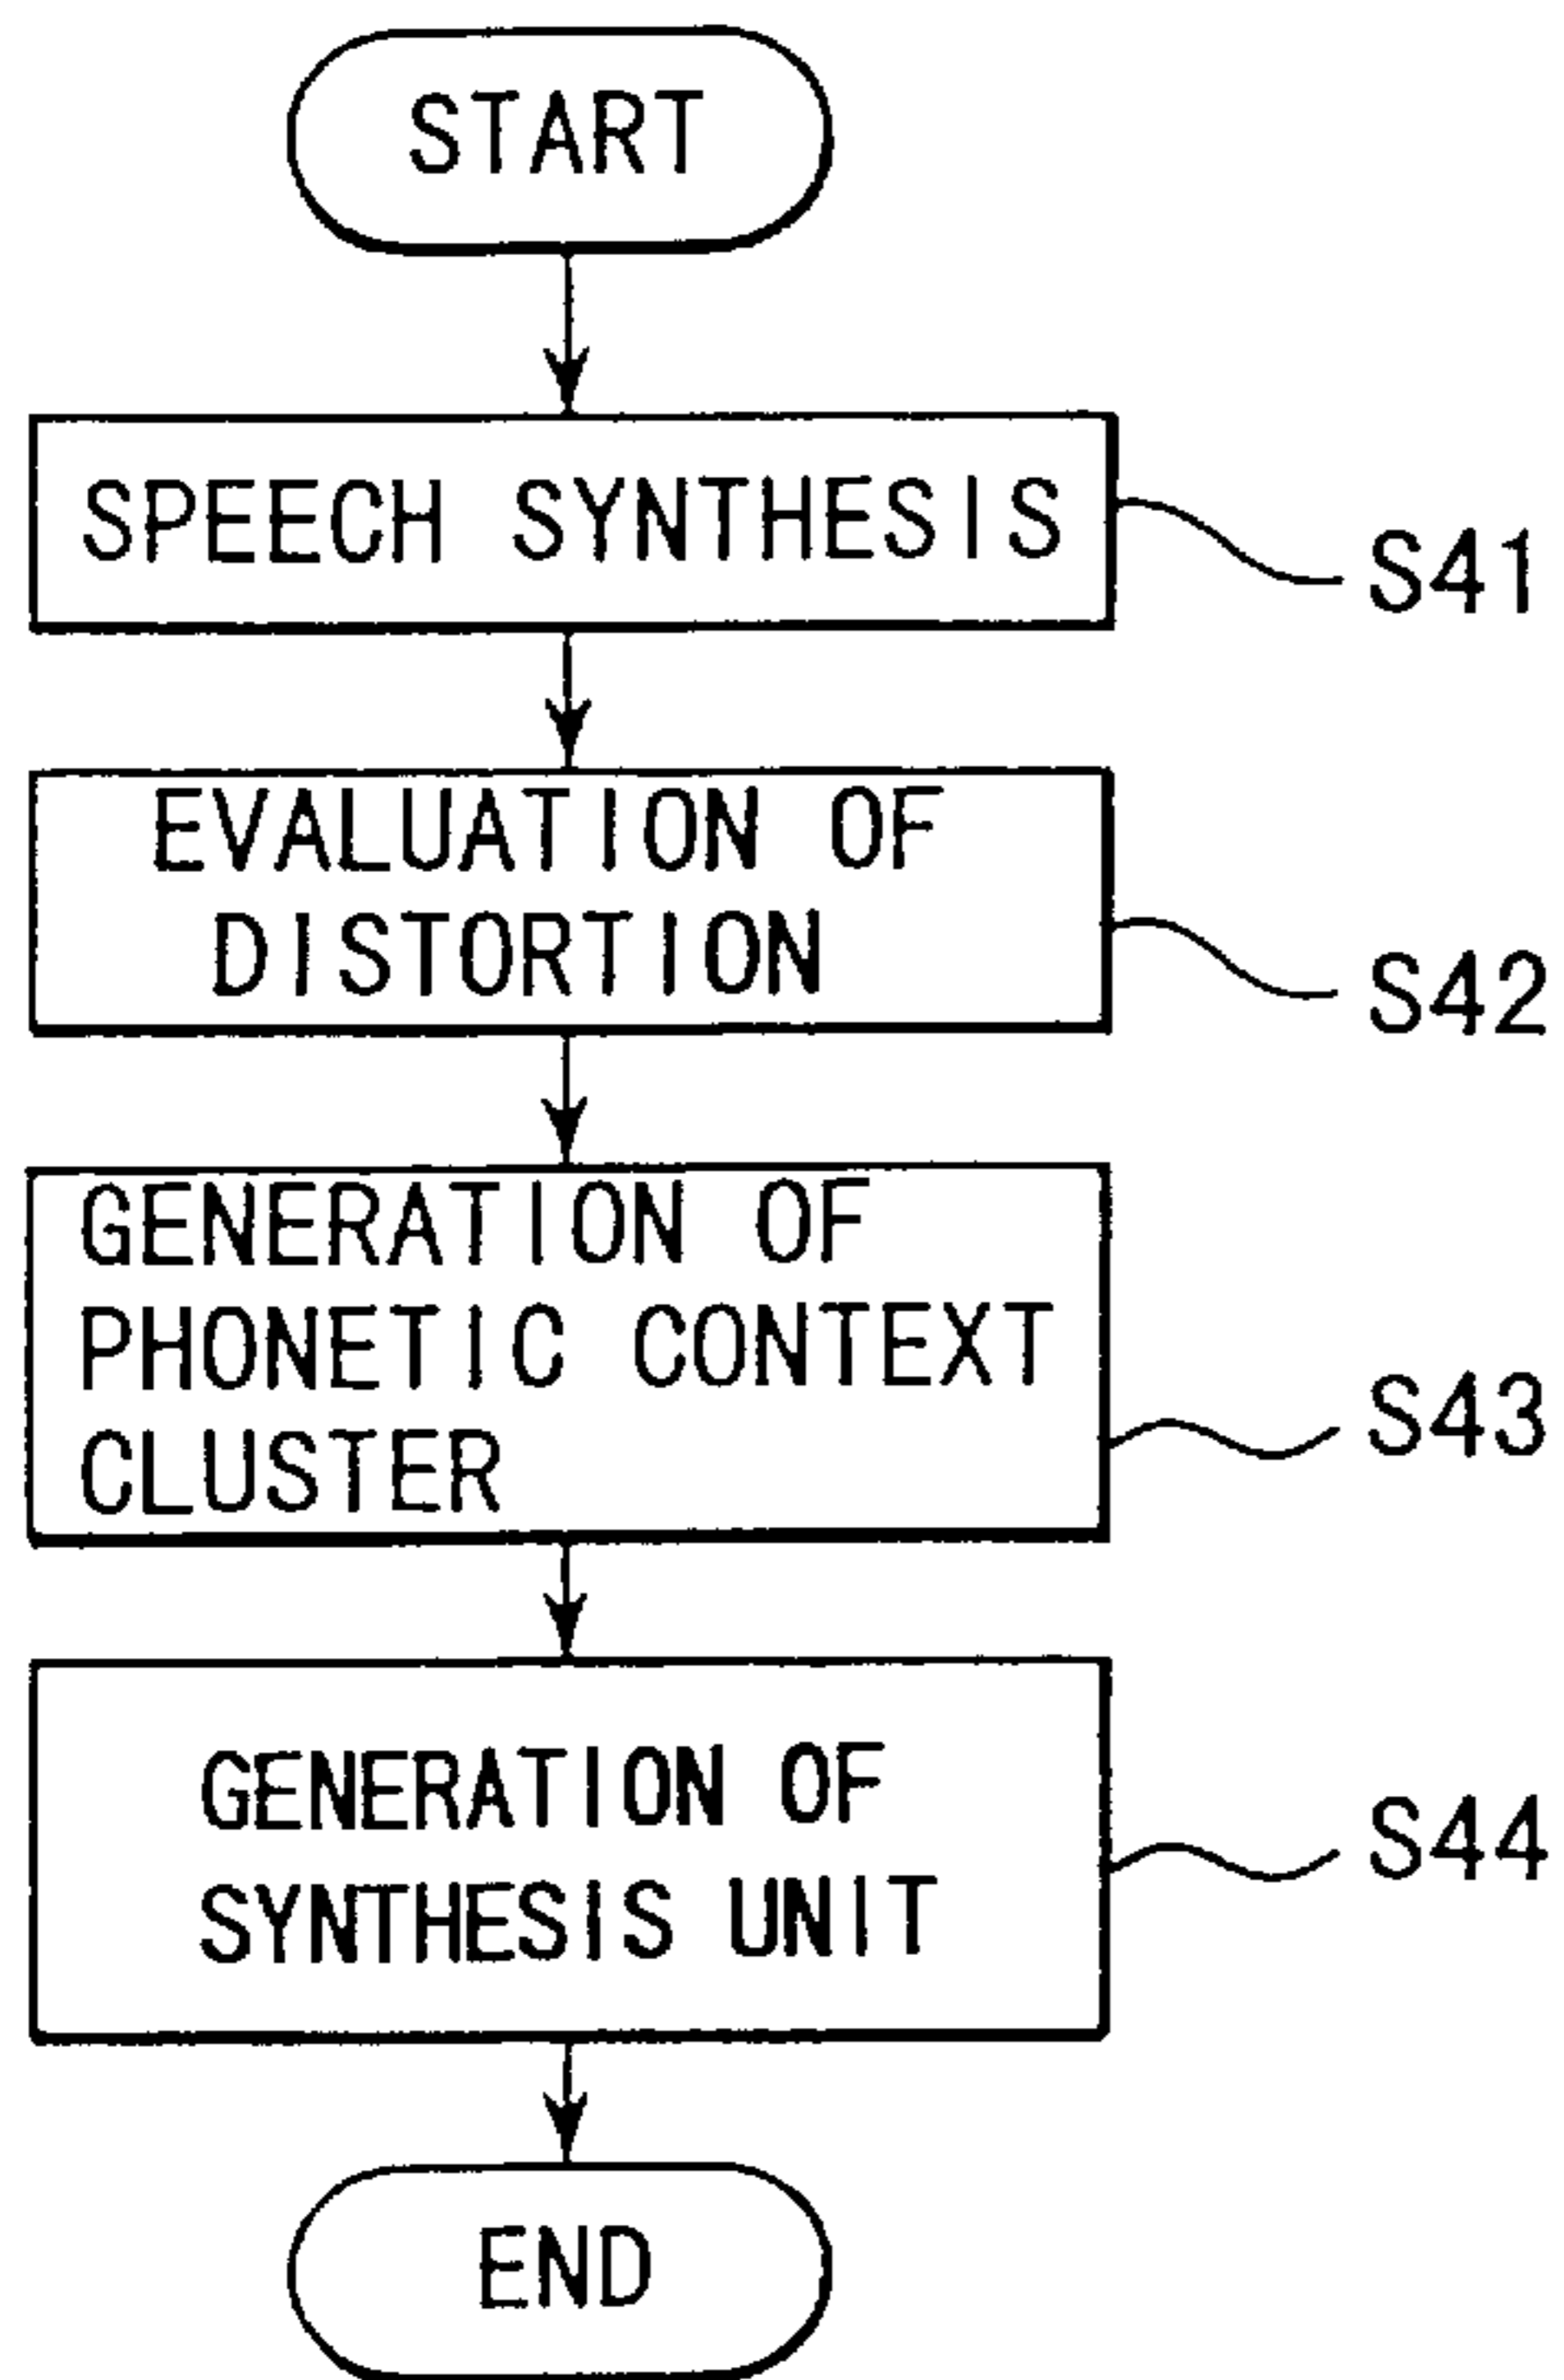 START
SPEECH SYNTHESIS
S41
EVALUATION OF
DISTORTION
S42
GENERATION OF
PHONETIC CONTEXT
CLUSTER
S43
GENERATION OF
SYNTHESIS UNIT
S44
END